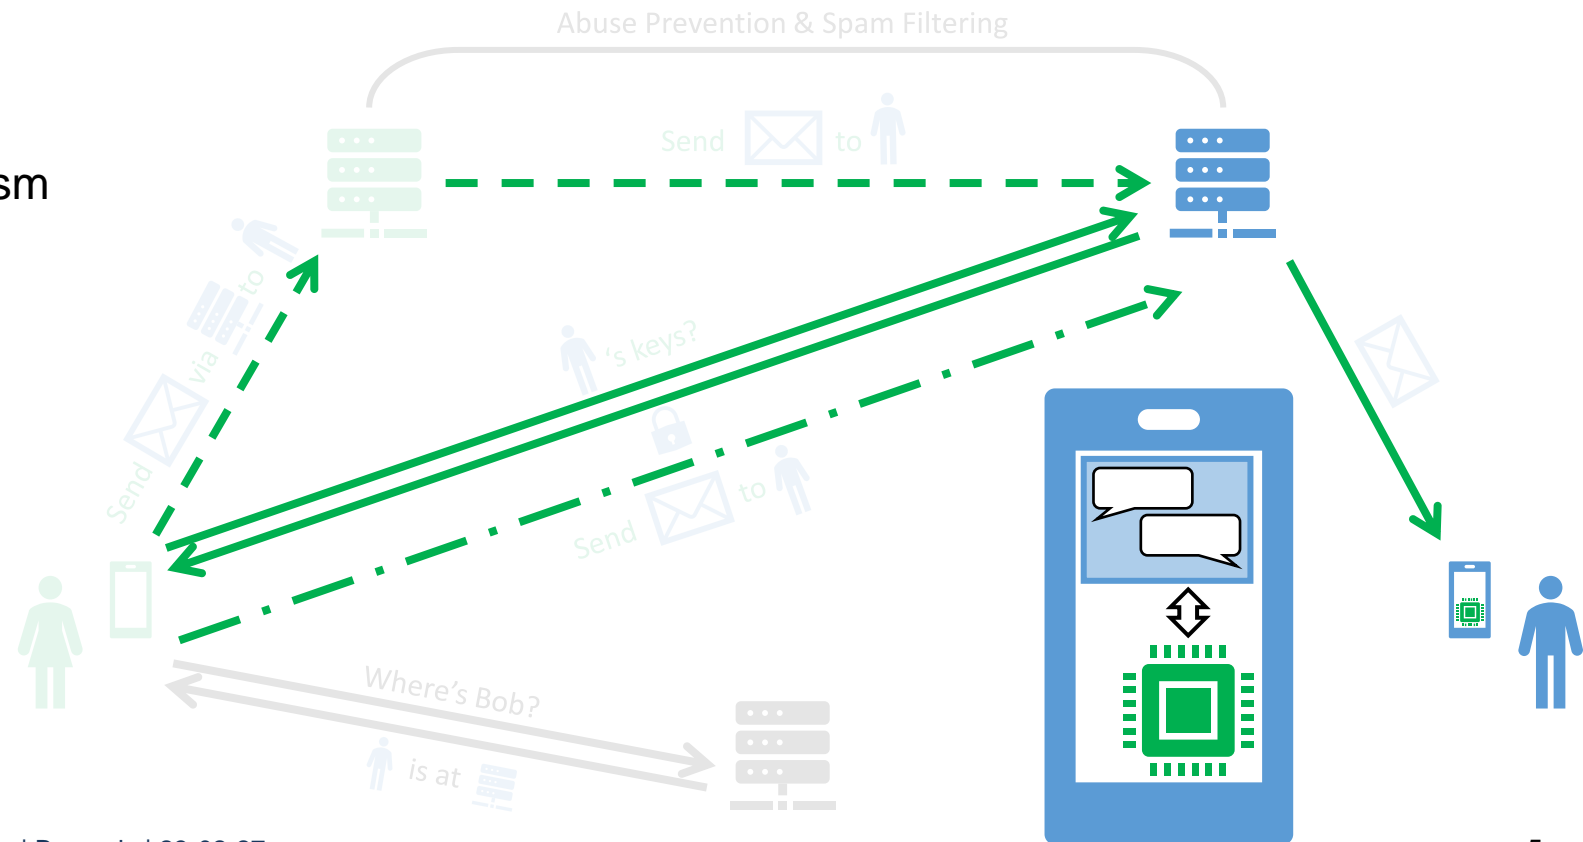 Abuse Prevention & Spam Filtering
Send to
sm
to
via
Send
's keys?
to
Send
Where's Bob?
is at